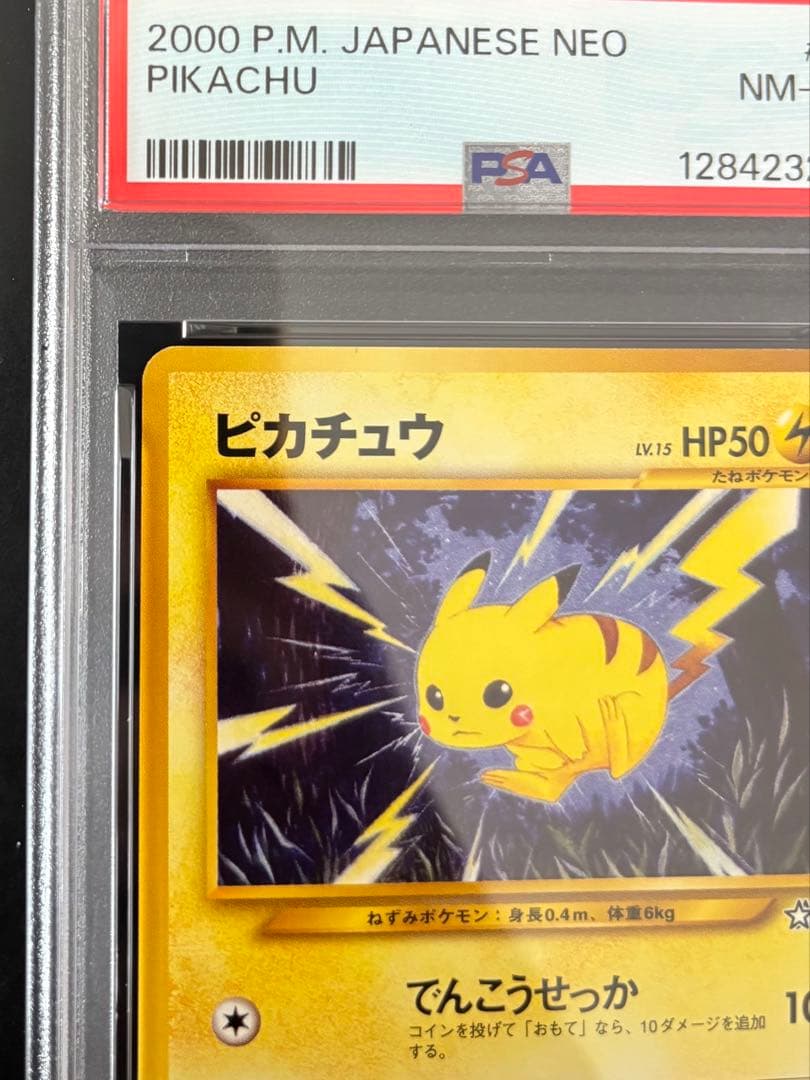 2000 P.M. JAPANESE NEO
PIKACHU
NM-
PSA
1284232
ピカチュウ
LV.15 HP50
たねポケモン
ねずみポケモン：身長0.4m、体重6kg
でんこうせっか
10
コインを投げて「おもて」なら、10ダメージを追加
する。